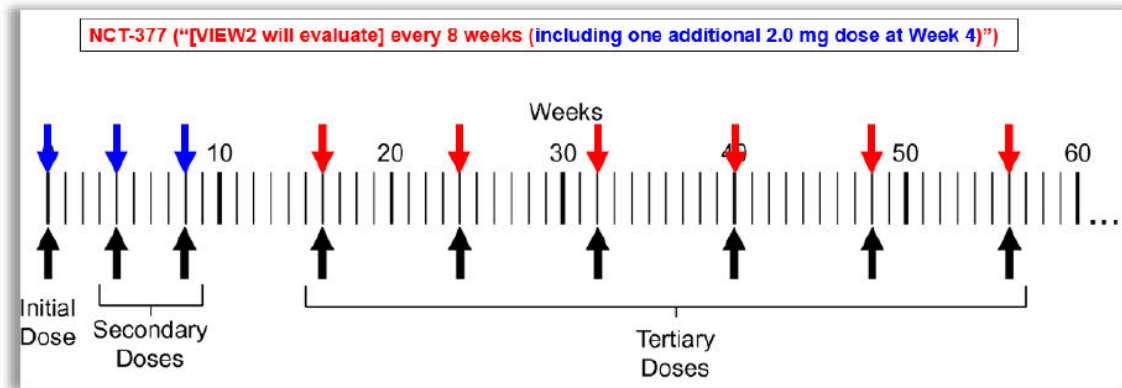 NCT-377 (“[VIEW2 will evaluate] every 8 weeks (including one additional 2.0 mg dose at Week 4)”)
Weeks
10 20 30 40 50 60
...
Initial
Dose
Secondary
Doses
Tertiary
Doses